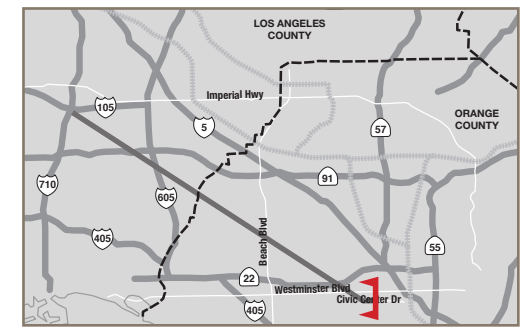 LOS ANGELES
COUNTY
Imperial Hwy
105
5
57
ORANGE
COUNTY
91
710
605
405
Beach Blvd
55
22
Westminster Blvd
Civic Center Dr
405